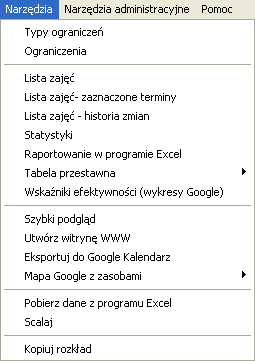 Narzędzia Narzędzia administracyjne Pomoc
Typy ograniczeń
Ograniczenia
Lista zajęć
Lista zajęć- zaznaczone terminy
Lista zajęć - historia zmian
Statystyki
Raportowanie w programie Excel
Tabela przestawna
Wskaźniki efektywności (wykresy Google)
Szybki podgląd
Utwórz witrynę WWW
Eksportuj do Google Kalendarz
Mapa Google z zasobami
Pobierz dane z programu Excel
Scalaj
Kopiuj rozkład